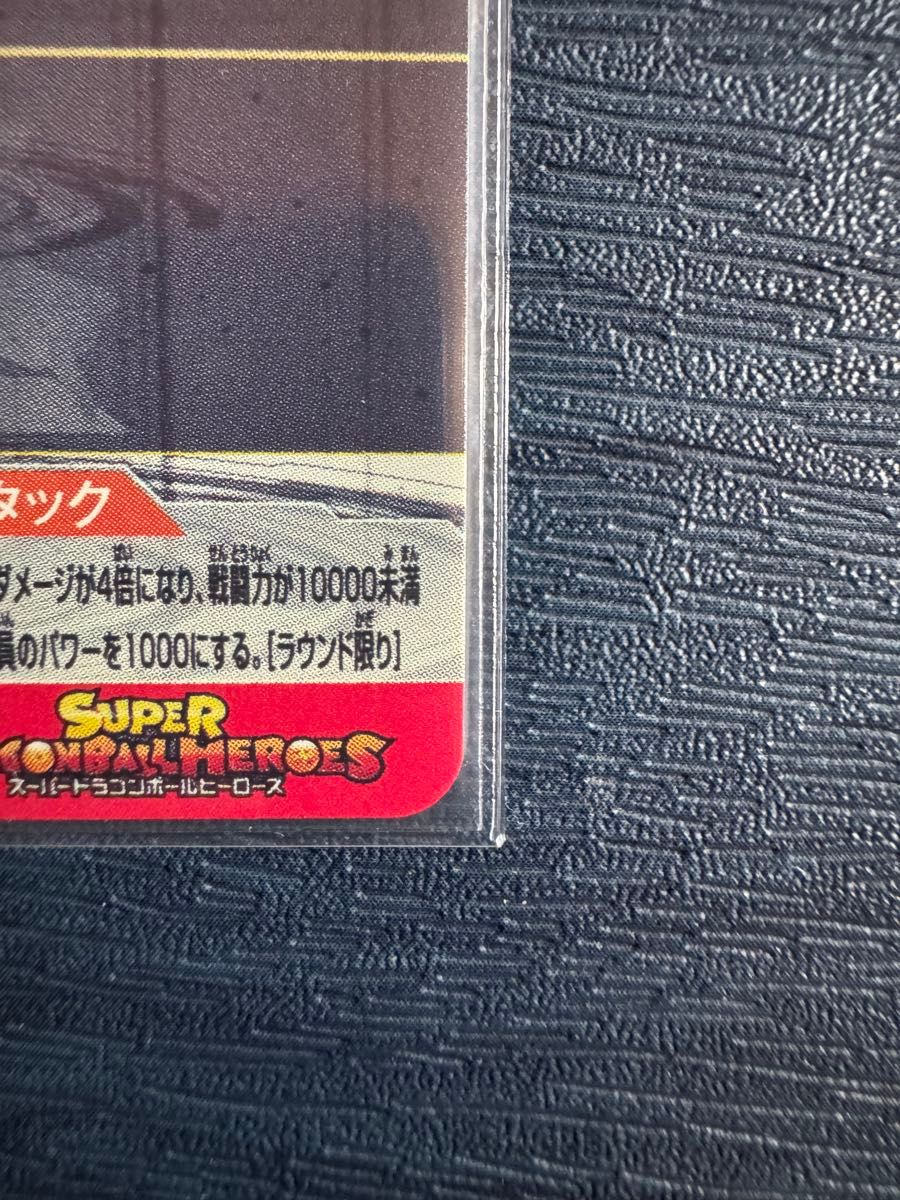 タック
ダメージが4倍になり、戦闘力が10000未満
員のパワーを1000にする。[ラウンド限り]
SUPER
GONBALL HEROES
スーパードラゴンボールヒーローズ